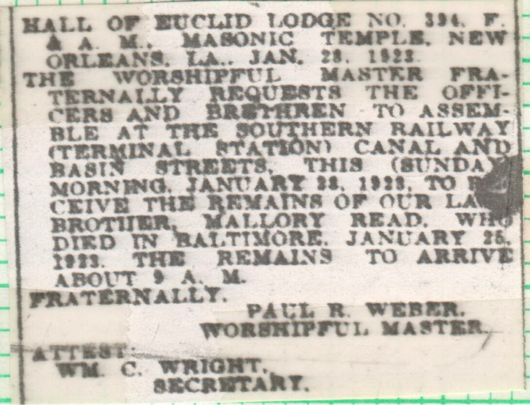 HALL OF EUCLID LODGE NO. 394, F.
& A. M., MASONIC TEMPLE, NEW
ORLEANS, LA., JAN. 28, 1923.
THE WORSHIPFUL MASTER FRA-
TERNALLY REQUESTS THE OFFI-
CERS AND BRETHREN TO ASSEM-
BLE AT THE SOUTHERN RAILWAY
(TERMINAL STATION) CANAL AND
BASIN STREETS, THIS (SUNDAY)
MORNING, JANUARY 28, 1923, TO RE-
CEIVE THE REMAINS OF OUR LATE
BROTHER, MALLORY READ, WHO
DIED IN BALTIMORE, JANUARY 25,
1923. THE REMAINS TO ARRIVE
ABOUT 9 A. M.
FRATERNALLY,
PAUL R. WEBER,
WORSHIPFUL MASTER.
ATTEST:
WM. C. WRIGHT,
SECRETARY.